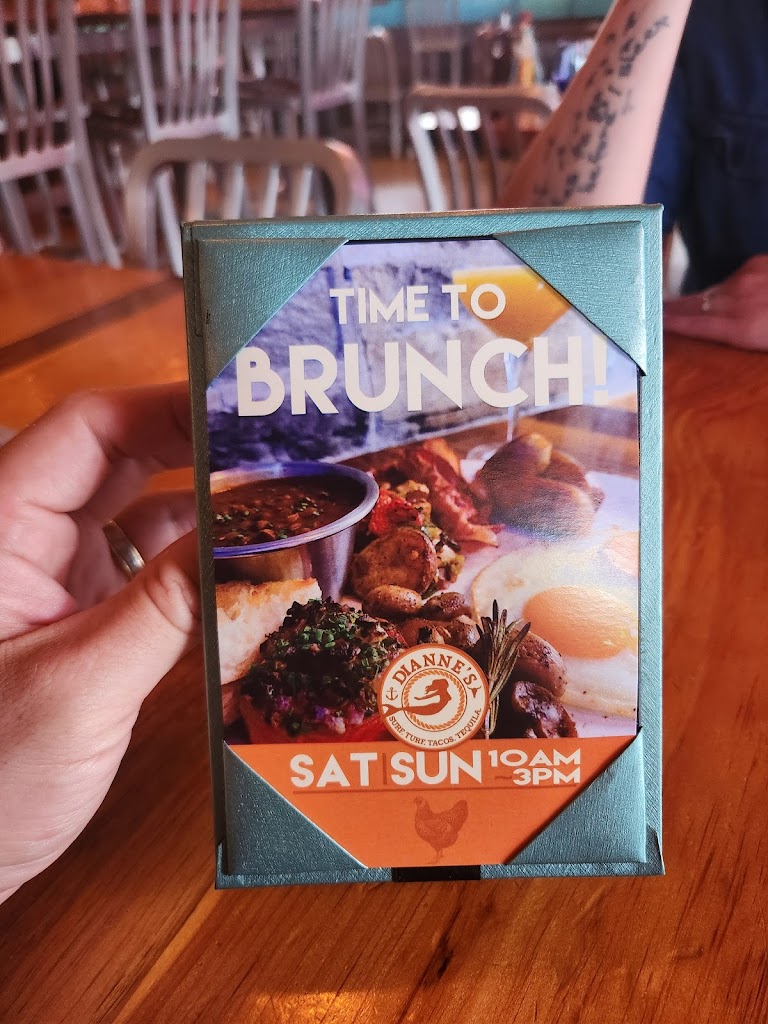 TIME TO
BRUNCH!
DIANNE'S
SURF. TURF. TACOS. TEQUILA.
SAT|SUN 10AM
~3PM